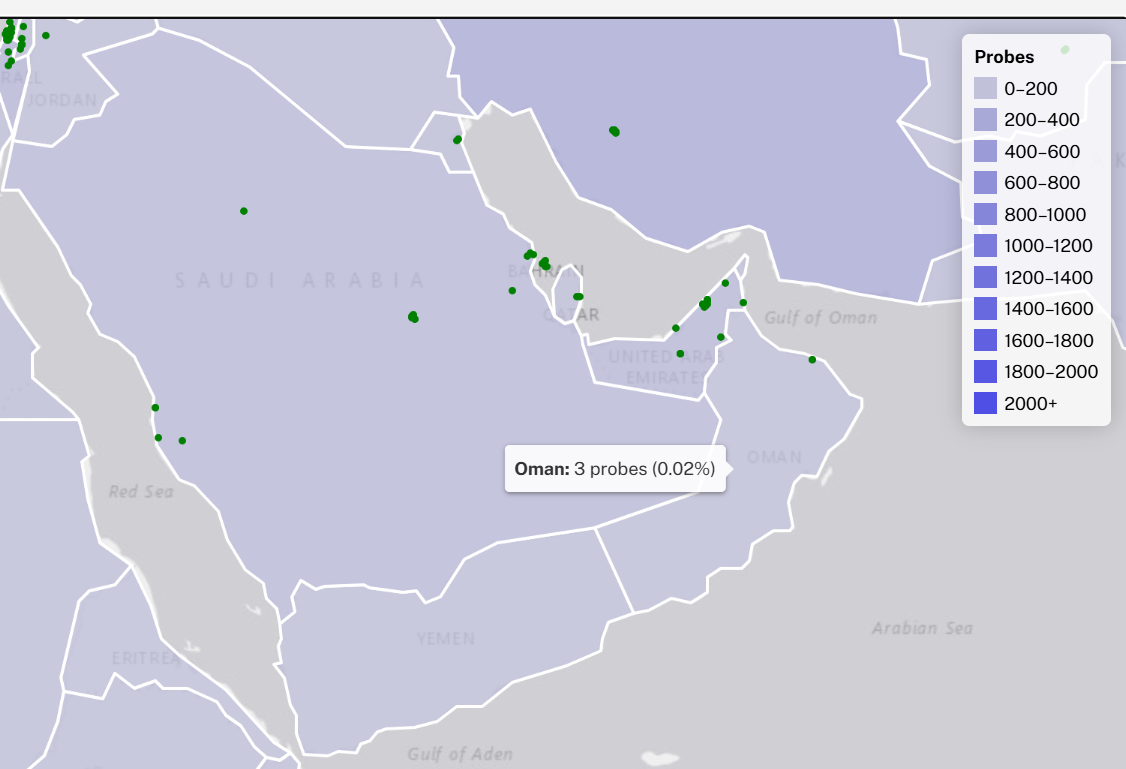 Probes
0–200
200–400
400–600
600–800
800–1000
1000–1200
1200–1400
1400–1600
1600–1800
1800–2000
2000+
JORDAN
SAUDI ARABIA
BAHRAIN
QATAR
UNITED ARAB
EMIRATES
Gulf of Oman
Oman: 3 probes (0.02%)
OMAN
Red Sea
YEMEN
Arabian Sea
ERITREA
Gulf of Aden